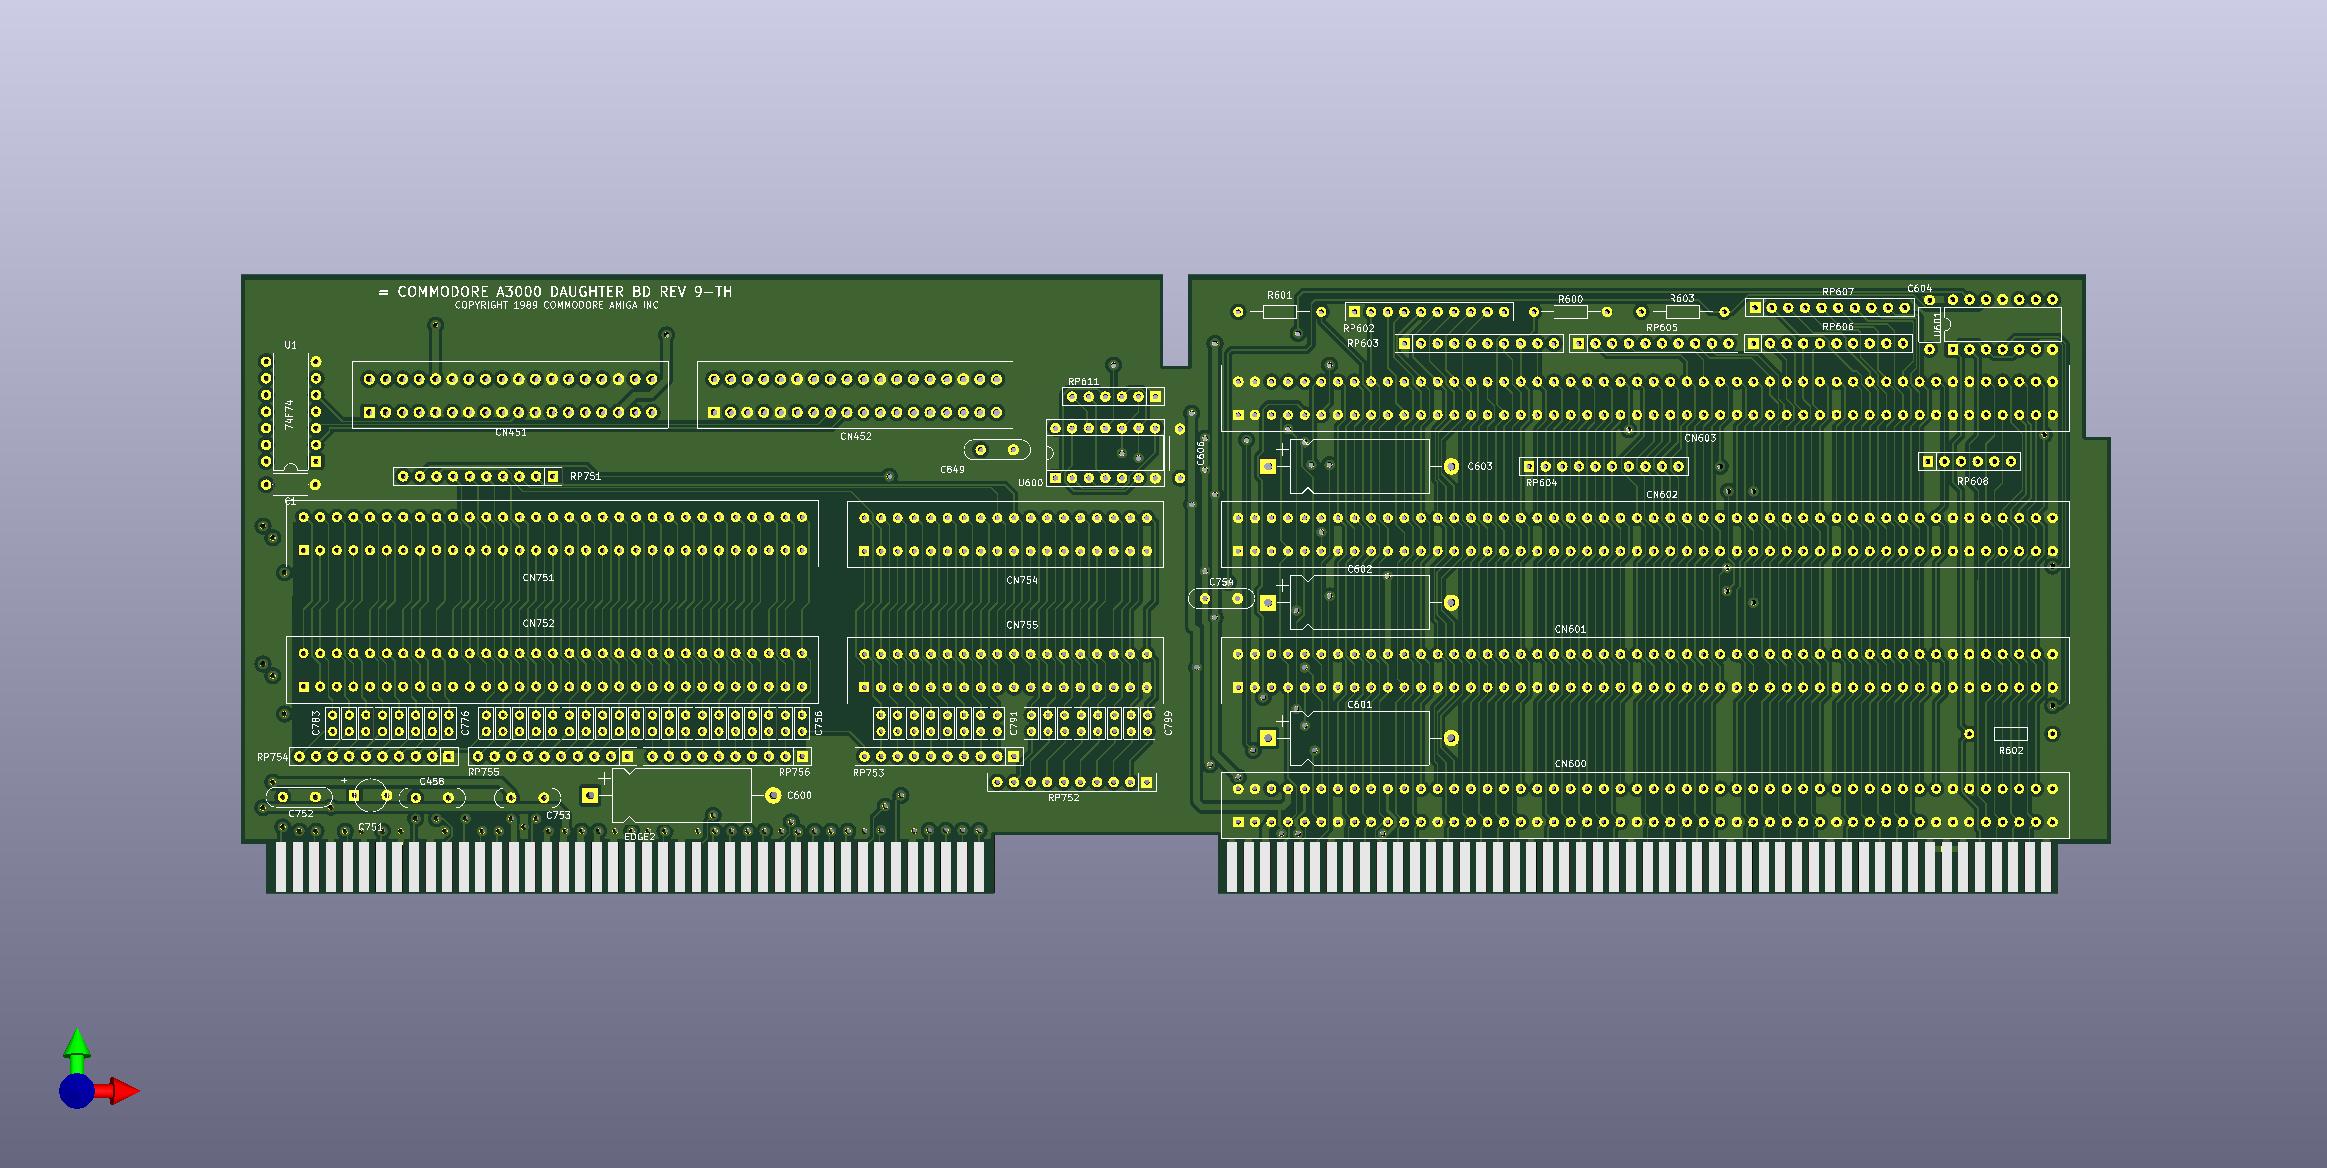 = COMMODORE A3000 DAUGHTER BD REV 9-TH
COPYRIGHT 1989 COMMODORE AMIGA INC
C604
RP607
R601
R600
R603
RP602
RP605
RP606
U601
RP603
U1
74F74
RP611
CN451
CN452
CN603
C606
C649
C603
RP751
U600
RP604
RP608
CN602
C1
CN751
CN754
C602
C754
CN752
CN755
CN601
C601
C783
C776
C756
C791
C799
R602
RP754
RP755
RP756
RP753
CN600
C456
C600
RP752
C752
C753
C751
EDGE2